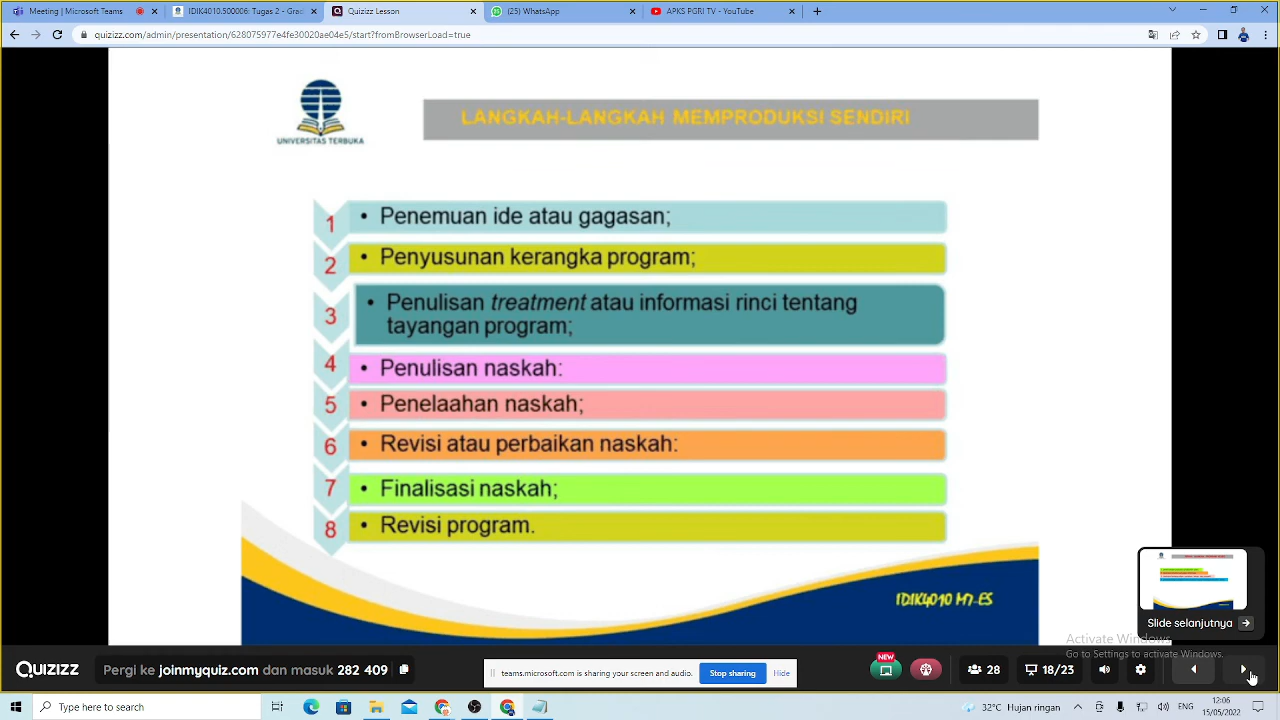 Meeting | Microsoft Teams
IDIK4010.500006: Tugas 2 - Grad
Quizizz Lesson
(25) WhatsApp
APKS PGRI TV - YouTube
quizizz.com/admin/presentation/628075977e4fe30020ae04e5/start?fromBrowserLoad=true
UNIVERSITAS TERBUKA
LANGKAH-LANGKAH MEMPRODUKSI SENDIRI
1 • Penemuan ide atau gagasan;
2 • Penyusunan kerangka program;
3 • Penulisan treatment atau informasi rinci tentang
tayangan program;
4 • Penulisan naskah:
5 • Penelaahan naskah;
6 • Revisi atau perbaikan naskah:
7 • Finalisasi naskah;
8 • Revisi program.
IDIK4010 M7-ES
Slide selanjutnya
Activate Windows
Go to Settings to activate Windows.
Quizizz
Pergi ke joinmyquiz.com dan masuk 282 409
teams.microsoft.com is sharing your screen and audio.
Stop sharing
Hide
NEW
28
18/23
Type here to search
32°C Hujan ringan
ENG
12:06
15/05/2022